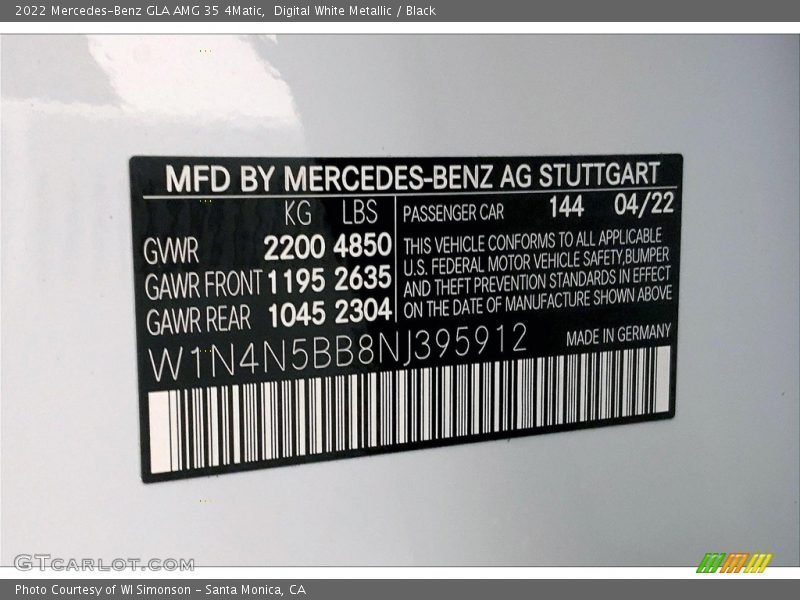 2022 Mercedes-Benz GLA AMG 35 4Matic, Digital White Metallic / Black
MFD BY MERCEDES-BENZ AG STUTTGART
KG LBS
GVWR 2200 4850
GAWR FRONT 1195 2635
GAWR REAR 1045 2304
PASSENGER CAR 144 04/22
THIS VEHICLE CONFORMS TO ALL APPLICABLE
U.S. FEDERAL MOTOR VEHICLE SAFETY,BUMPER
AND THEFT PREVENTION STANDARDS IN EFFECT
ON THE DATE OF MANUFACTURE SHOWN ABOVE
W1N4N5BB8NJ395912
MADE IN GERMANY
GTCARLOT.COM
Photo Courtesy of WI Simonson - Santa Monica, CA